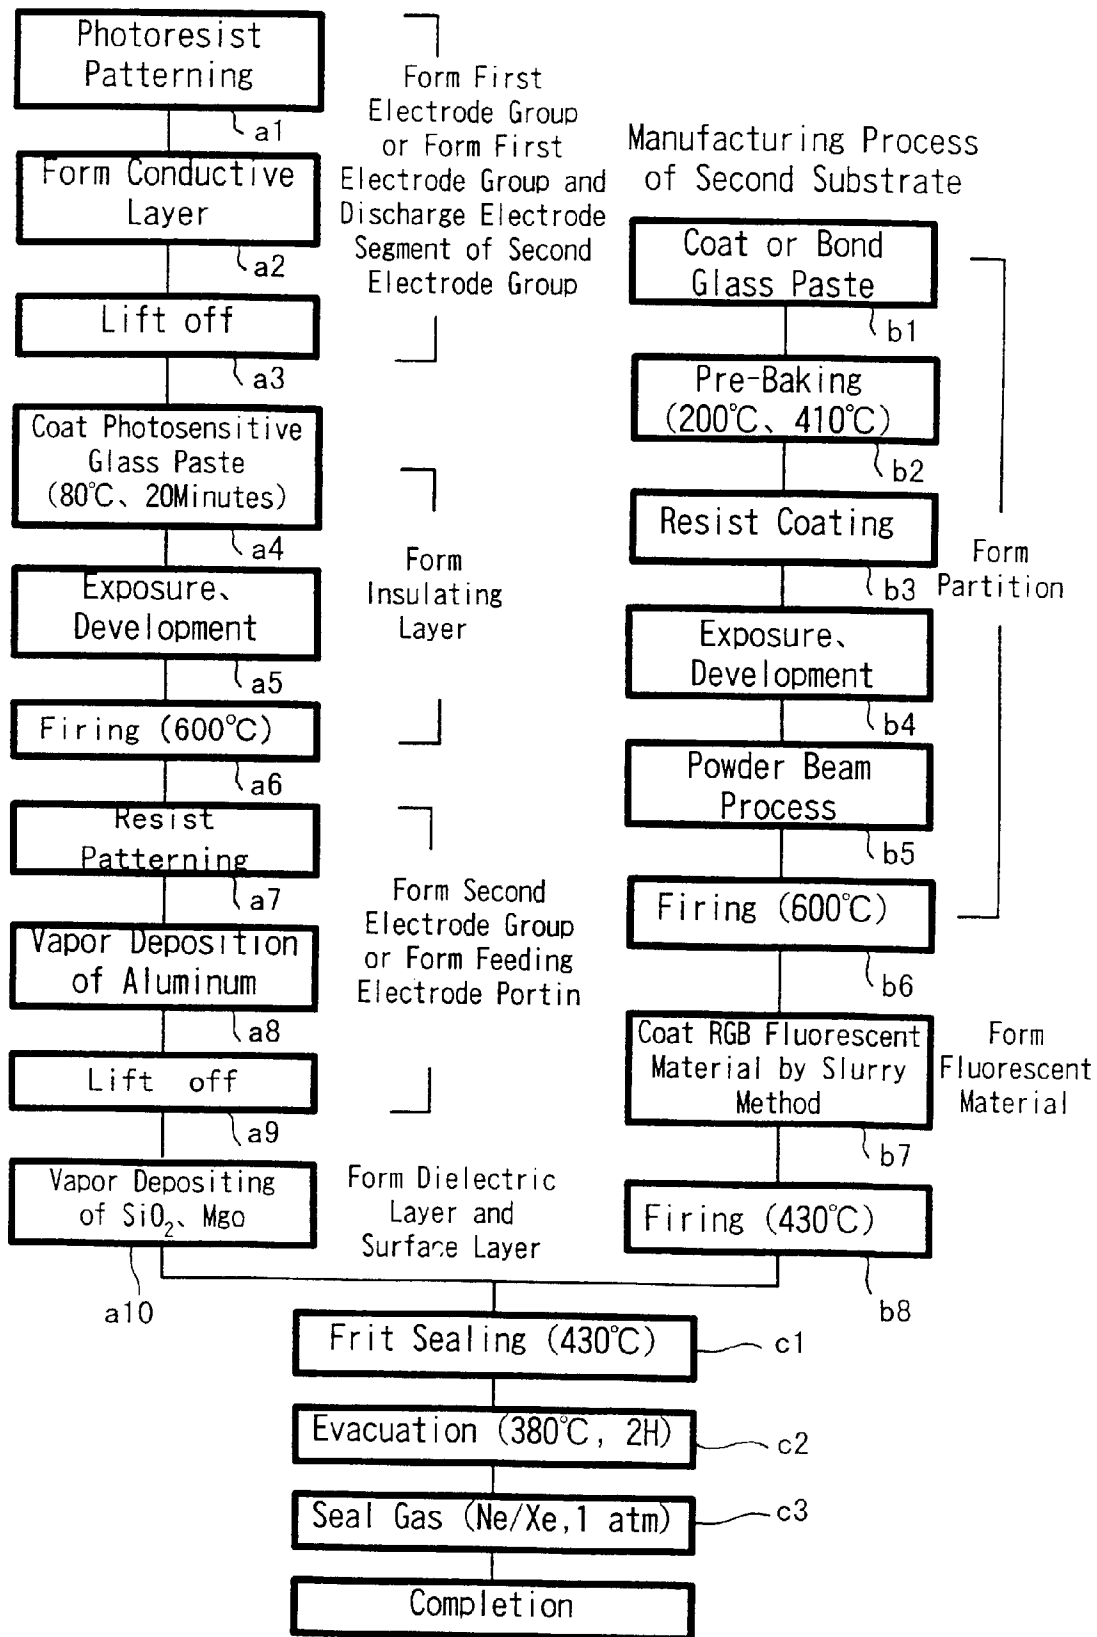 Photoresist
Patterning
a1
Form Conductive
Layer
a2
Lift off
a3
Form First
Electrode Group
or Form First
Electrode Group and
Discharge Electrode
Segment of Second
Electrode Group
Coat Photosensitive
Glass Paste
(80℃、20Minutes)
a4
Exposure、
Development
a5
Firing (600℃)
a6
Form
Insulating
Layer
Resist
Patterning
a7
Vapor Deposition
of Aluminum
a8
Lift off
a9
Form Second
Electrode Group
or Form Feeding
Electrode Portin
Vapor Depositing
of SiO₂、Mgo
a10
Form Dielectric
Layer and
Surface Layer
Manufacturing Process
of Second Substrate
Coat or Bond
Glass Paste
b1
Pre-Baking
(200℃、410℃)
b2
Resist Coating
b3
Exposure、
Development
b4
Powder Beam
Process
b5
Firing (600℃)
b6
Form
Partition
Coat RGB Fluorescent
Material by Slurry
Method
b7
Form
Fluorescent
Material
Firing (430℃)
b8
Frit Sealing (430℃)
c1
Evacuation (380℃, 2H)
c2
Seal Gas (Ne/Xe,1 atm)
c3
Completion